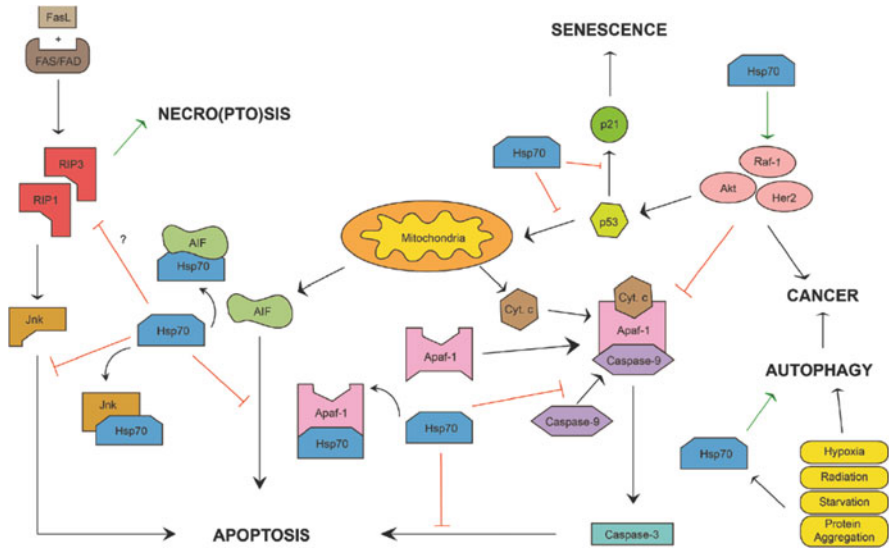 FasL
+
FAS/FAD
SENESCENCE
Hsp70
NECRO(PTO)SIS
p21
RIP3
RIP1
Hsp70
Raf-1
Akt
Her2
p53
?
AIF
Hsp70
Mitochondria
AIF
Cyt. c
Cyt. c
Apaf-1
Caspase-9
CANCER
Jnk
Hsp70
Apaf-1
AUTOPHAGY
Jnk
Hsp70
Apaf-1
Hsp70
Hsp70
Caspase-9
Hsp70
Hypoxia
Radiation
Starvation
Protein
Aggregation
APOPTOSIS
Caspase-3